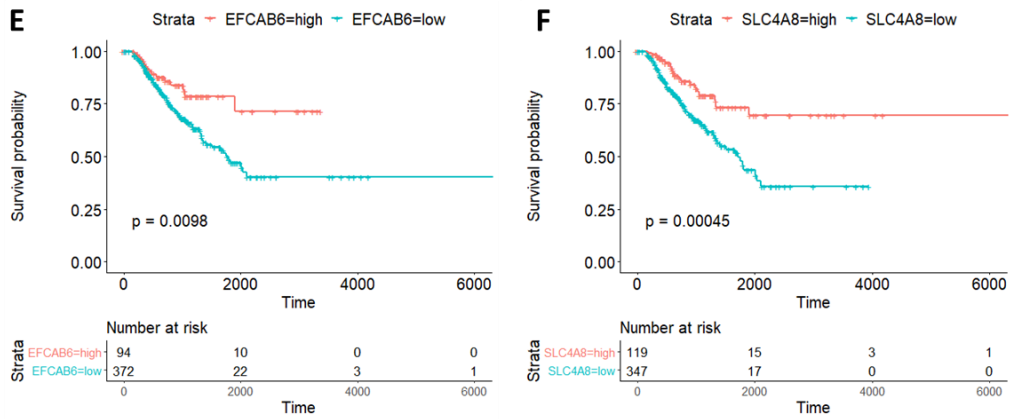 E
Strata EFCAB6=high EFCAB6=low
Survival probability
1.00
0.75
0.50
0.25
0.00
p = 0.0098
0 2000 4000 6000
Time
Number at risk
Strata
EFCAB6=high 94 10 0 0
EFCAB6=low 372 22 3 1
0 2000 4000 6000
Time
F
Strata SLC4A8=high SLC4A8=low
Survival probability
1.00
0.75
0.50
0.25
0.00
p = 0.00045
0 2000 4000 6000
Time
Number at risk
Strata
SLC4A8=high 119 15 3 1
SLC4A8=low 347 17 0 0
0 2000 4000 6000
Time